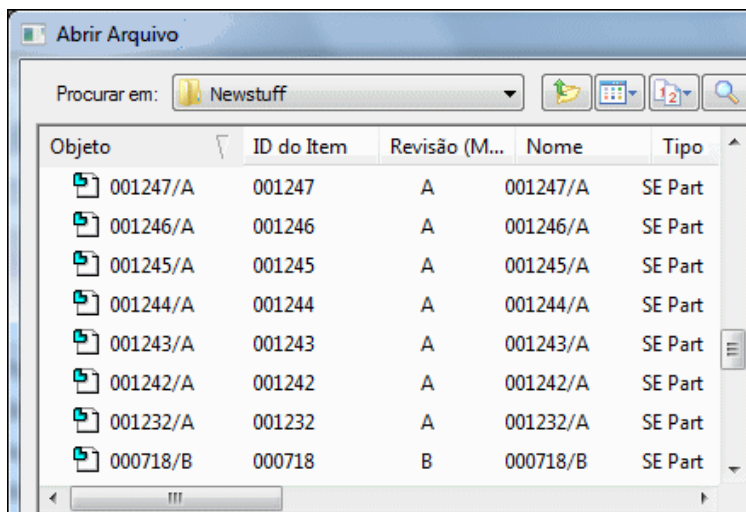 Abrir Arquivo
Procurar em: Newstuff
Objeto ID do Item Revisão (M... Nome Tipo
001247/A 001247 A 001247/A SE Part
001246/A 001246 A 001246/A SE Part
001245/A 001245 A 001245/A SE Part
001244/A 001244 A 001244/A SE Part
001243/A 001243 A 001243/A SE Part
001242/A 001242 A 001242/A SE Part
001232/A 001232 A 001232/A SE Part
000718/B 000718 B 000718/B SE Part